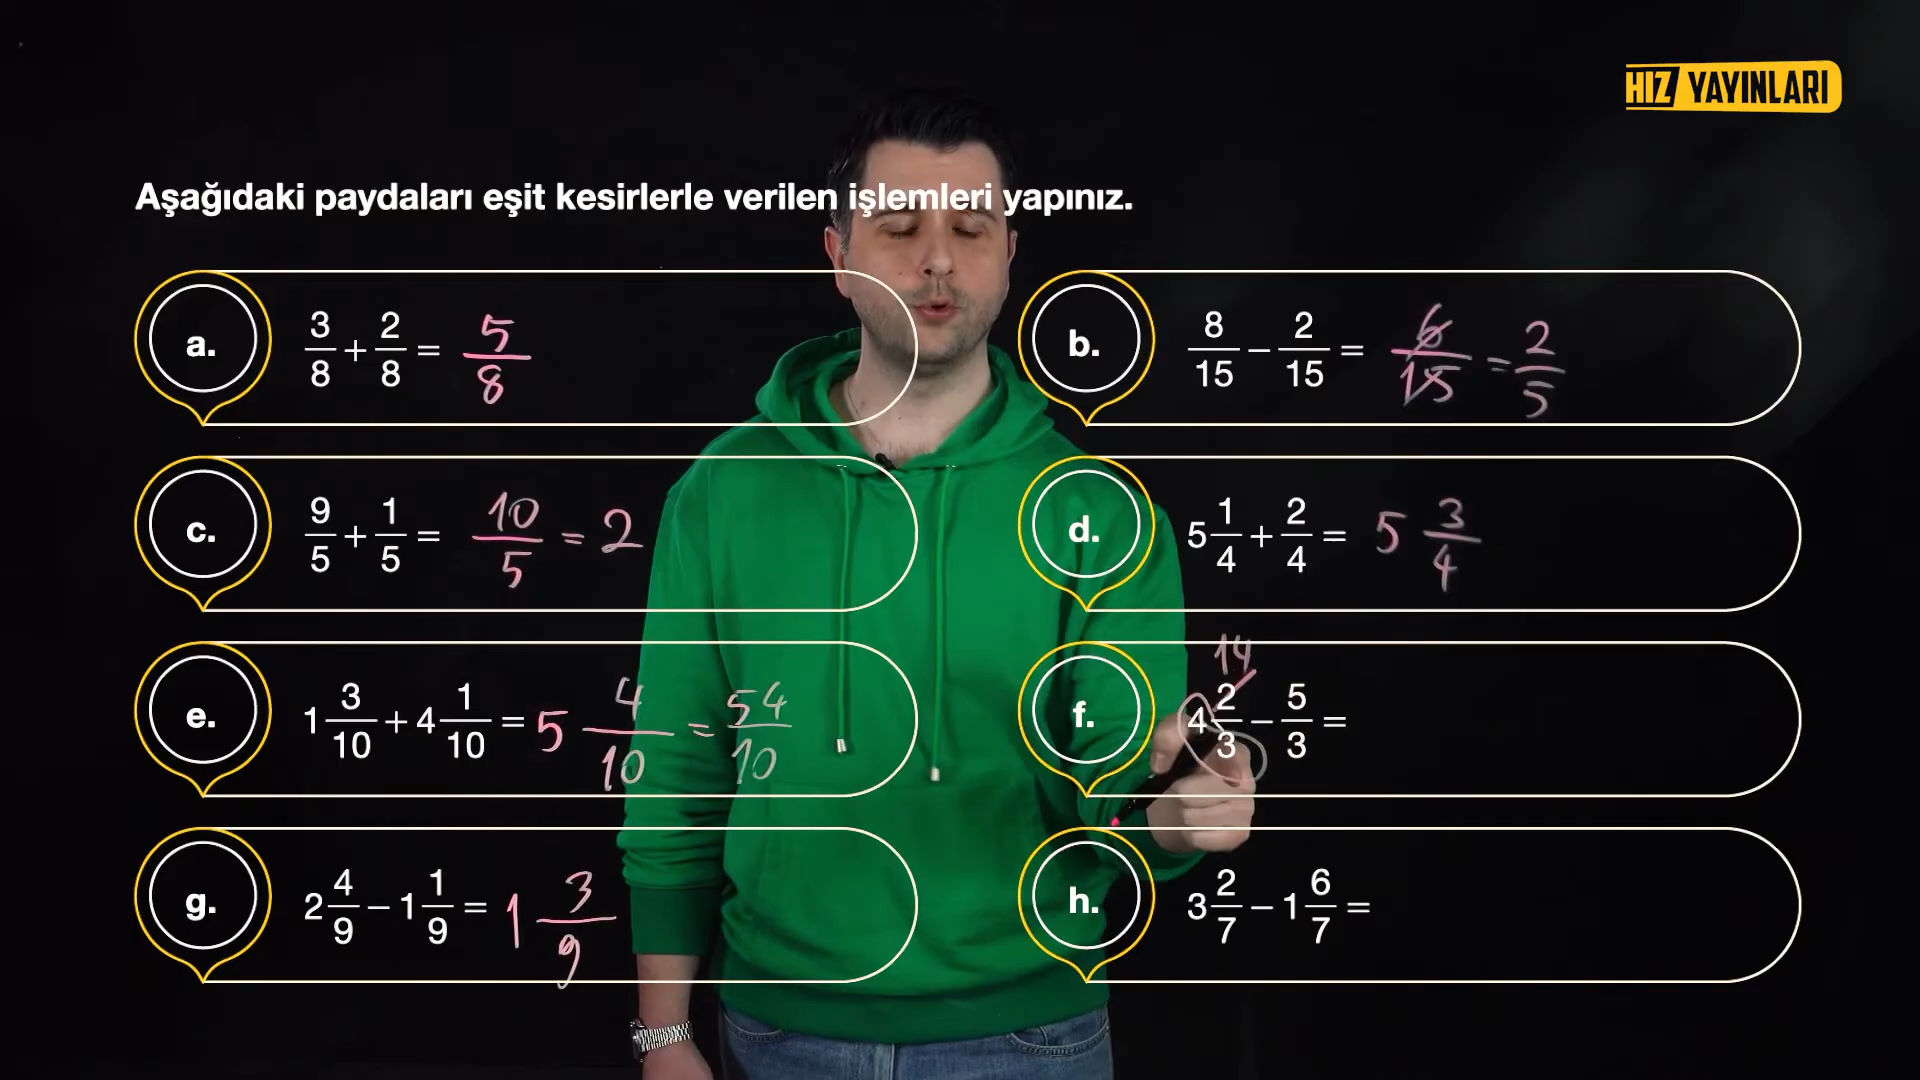 HIZ YAYINLARI
Aşağıdaki paydaları eşit kesirlerle verilen işlemleri yapınız.
a. 3/8 + 2/8 = 5/8
b. 8/15 − 2/15 = 6/15 = 2/5
c. 9/5 + 1/5 = 10/5 = 2
d. 5 1/4 + 2/4 = 5 3/4
e. 1 3/10 + 4 1/10 = 5 4/10 = 54/10
14
f. 4 2/3 − 5/3 =
g. 2 4/9 − 1 1/9 = 1 3/9
h. 3 2/7 − 1 6/7 =